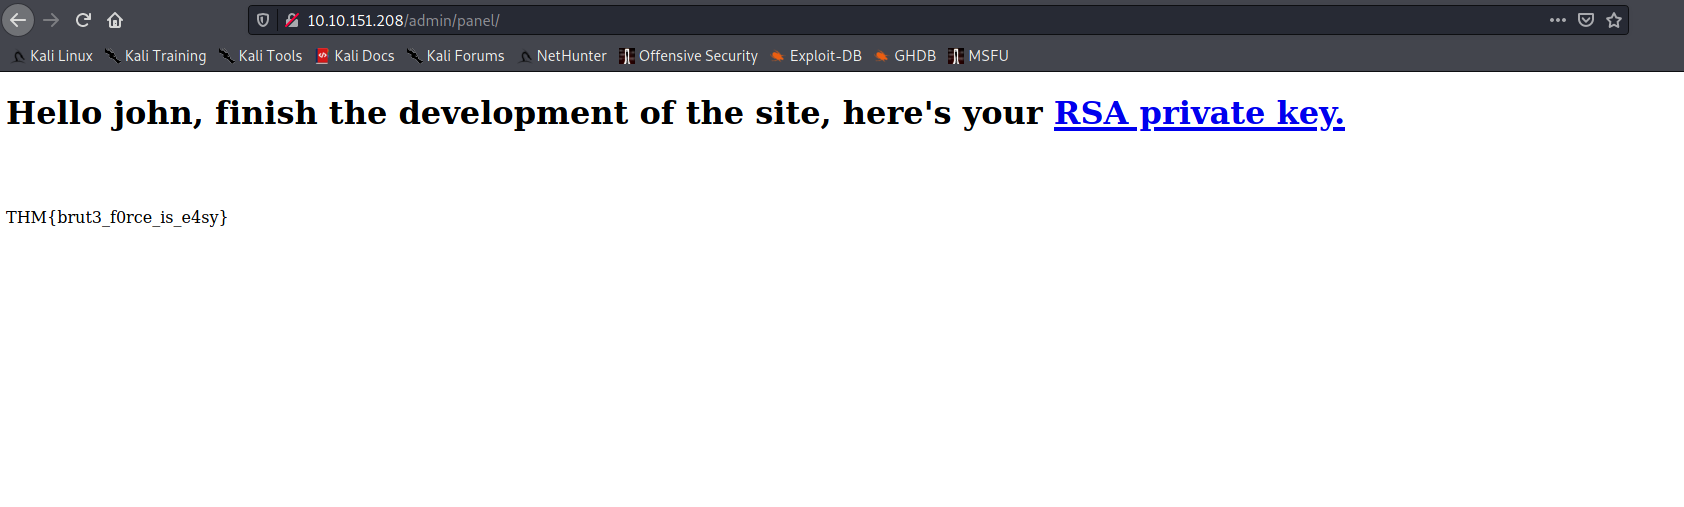 10.10.151.208/admin/panel/
Kali Linux Kali Training Kali Tools Kali Docs Kali Forums NetHunter Offensive Security Exploit-DB GHDB MSFU
Hello john, finish the development of the site, here's your RSA private key.
THM{brut3_f0rce_is_e4sy}